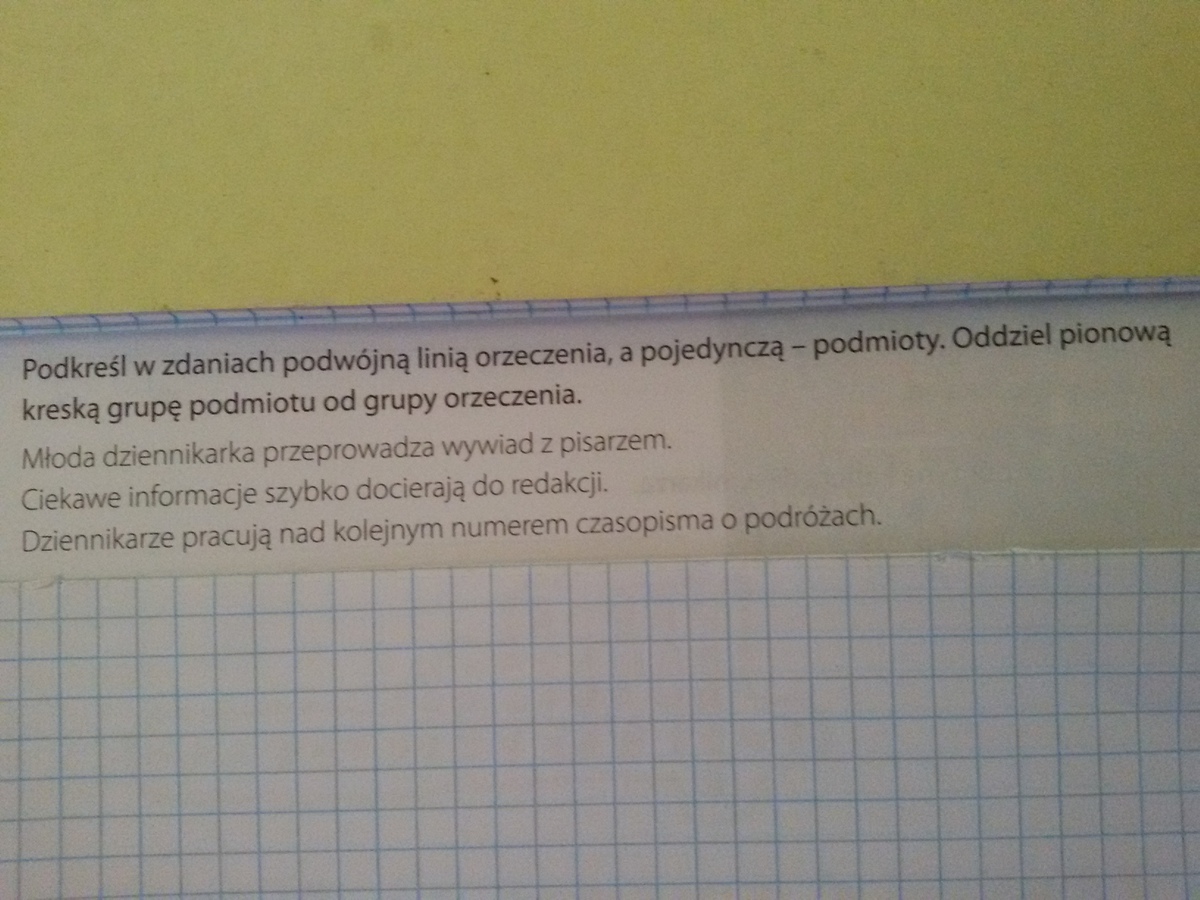 Podkreśl w zdaniach podwójną linią orzeczenia, a pojedynczą – podmioty. Oddziel pionową
kreską grupę podmiotu od grupy orzeczenia.
Młoda dziennikarka przeprowadza wywiad z pisarzem.
Ciekawe informacje szybko docierają do redakcji.
Dziennikarze pracują nad kolejnym numerem czasopisma o podróżach.